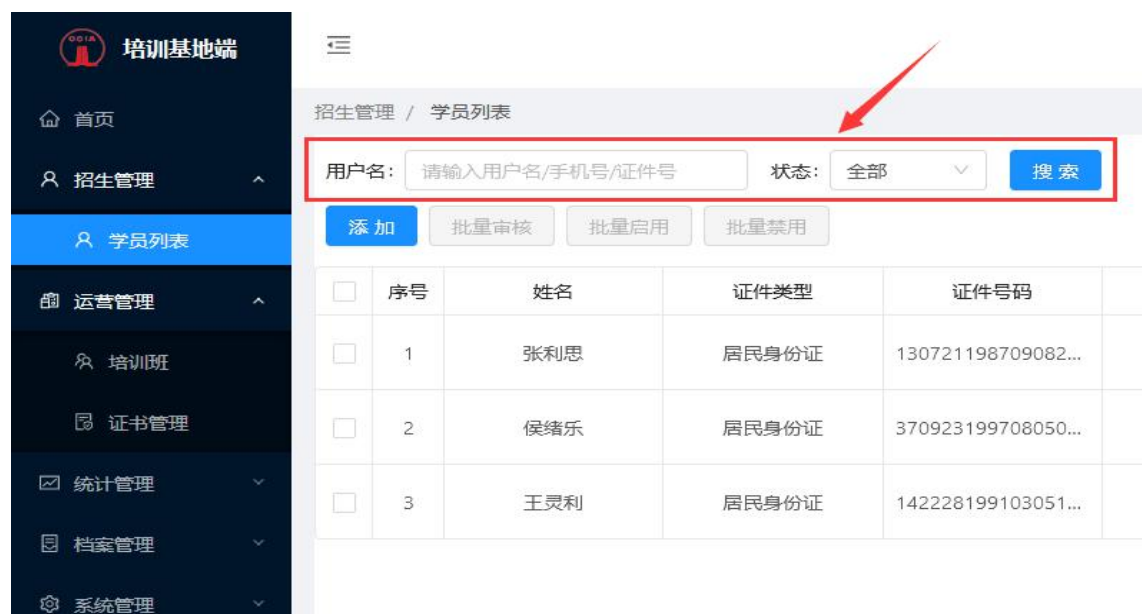 OGIA 培训基地端
首页
招生管理
学员列表
运营管理
培训班
证书管理
统计管理
档案管理
系统管理
招生管理 / 学员列表
用户名: 请输入用户名/手机号/证件号 状态: 全部 搜 索
添 加 批量审核 批量启用 批量禁用
序号 姓名 证件类型 证件号码
1 张利思 居民身份证 130721198709082...
2 侯绪乐 居民身份证 370923199708050...
3 王灵利 居民身份证 142228199103051...